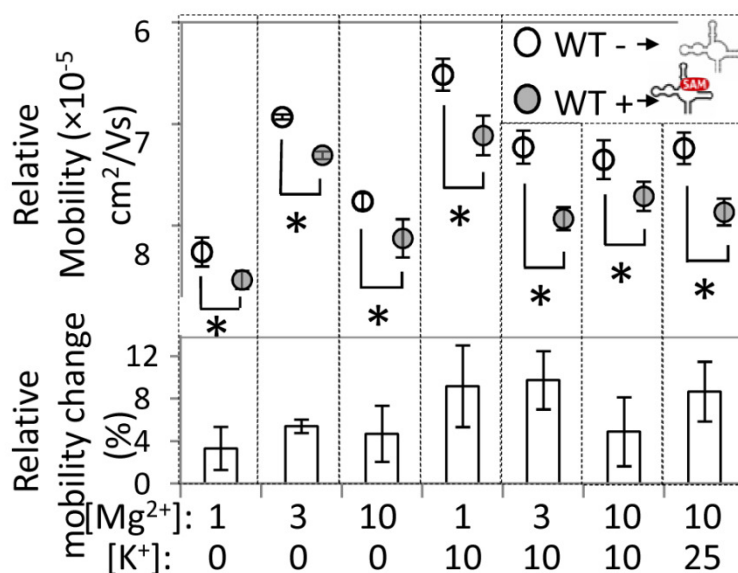 Relative
Mobility (×10⁻⁵
cm²/Vs)
6
7
8
WT -
WT +
SAM
*
*
*
*
*
*
*
Relative
mobility change
(%)
12
8
4
0
[Mg²⁺]: 1 3 10 1 3 10 10
[K⁺]: 0 0 0 10 10 10 25